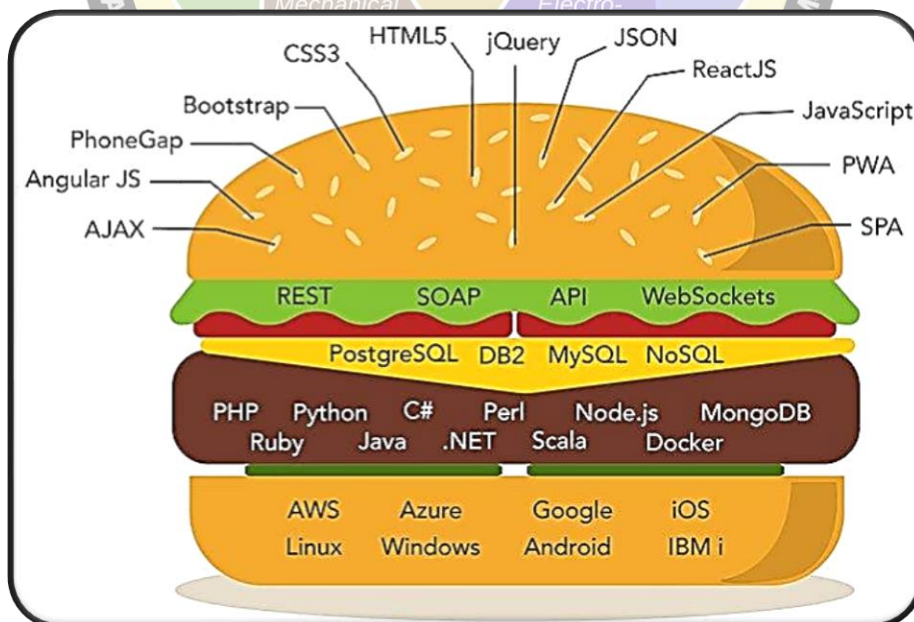 Mechanical
Electro-
HTML5
jQuery
JSON
CSS3
ReactJS
Bootstrap
JavaScript
PhoneGap
PWA
Angular JS
AJAX
SPA
REST SOAP API WebSockets
PostgreSQL DB2 MySQL NoSQL
PHP Python C# Perl Node.js MongoDB
Ruby Java .NET Scala Docker
AWS Azure Google iOS
Linux Windows Android IBM i